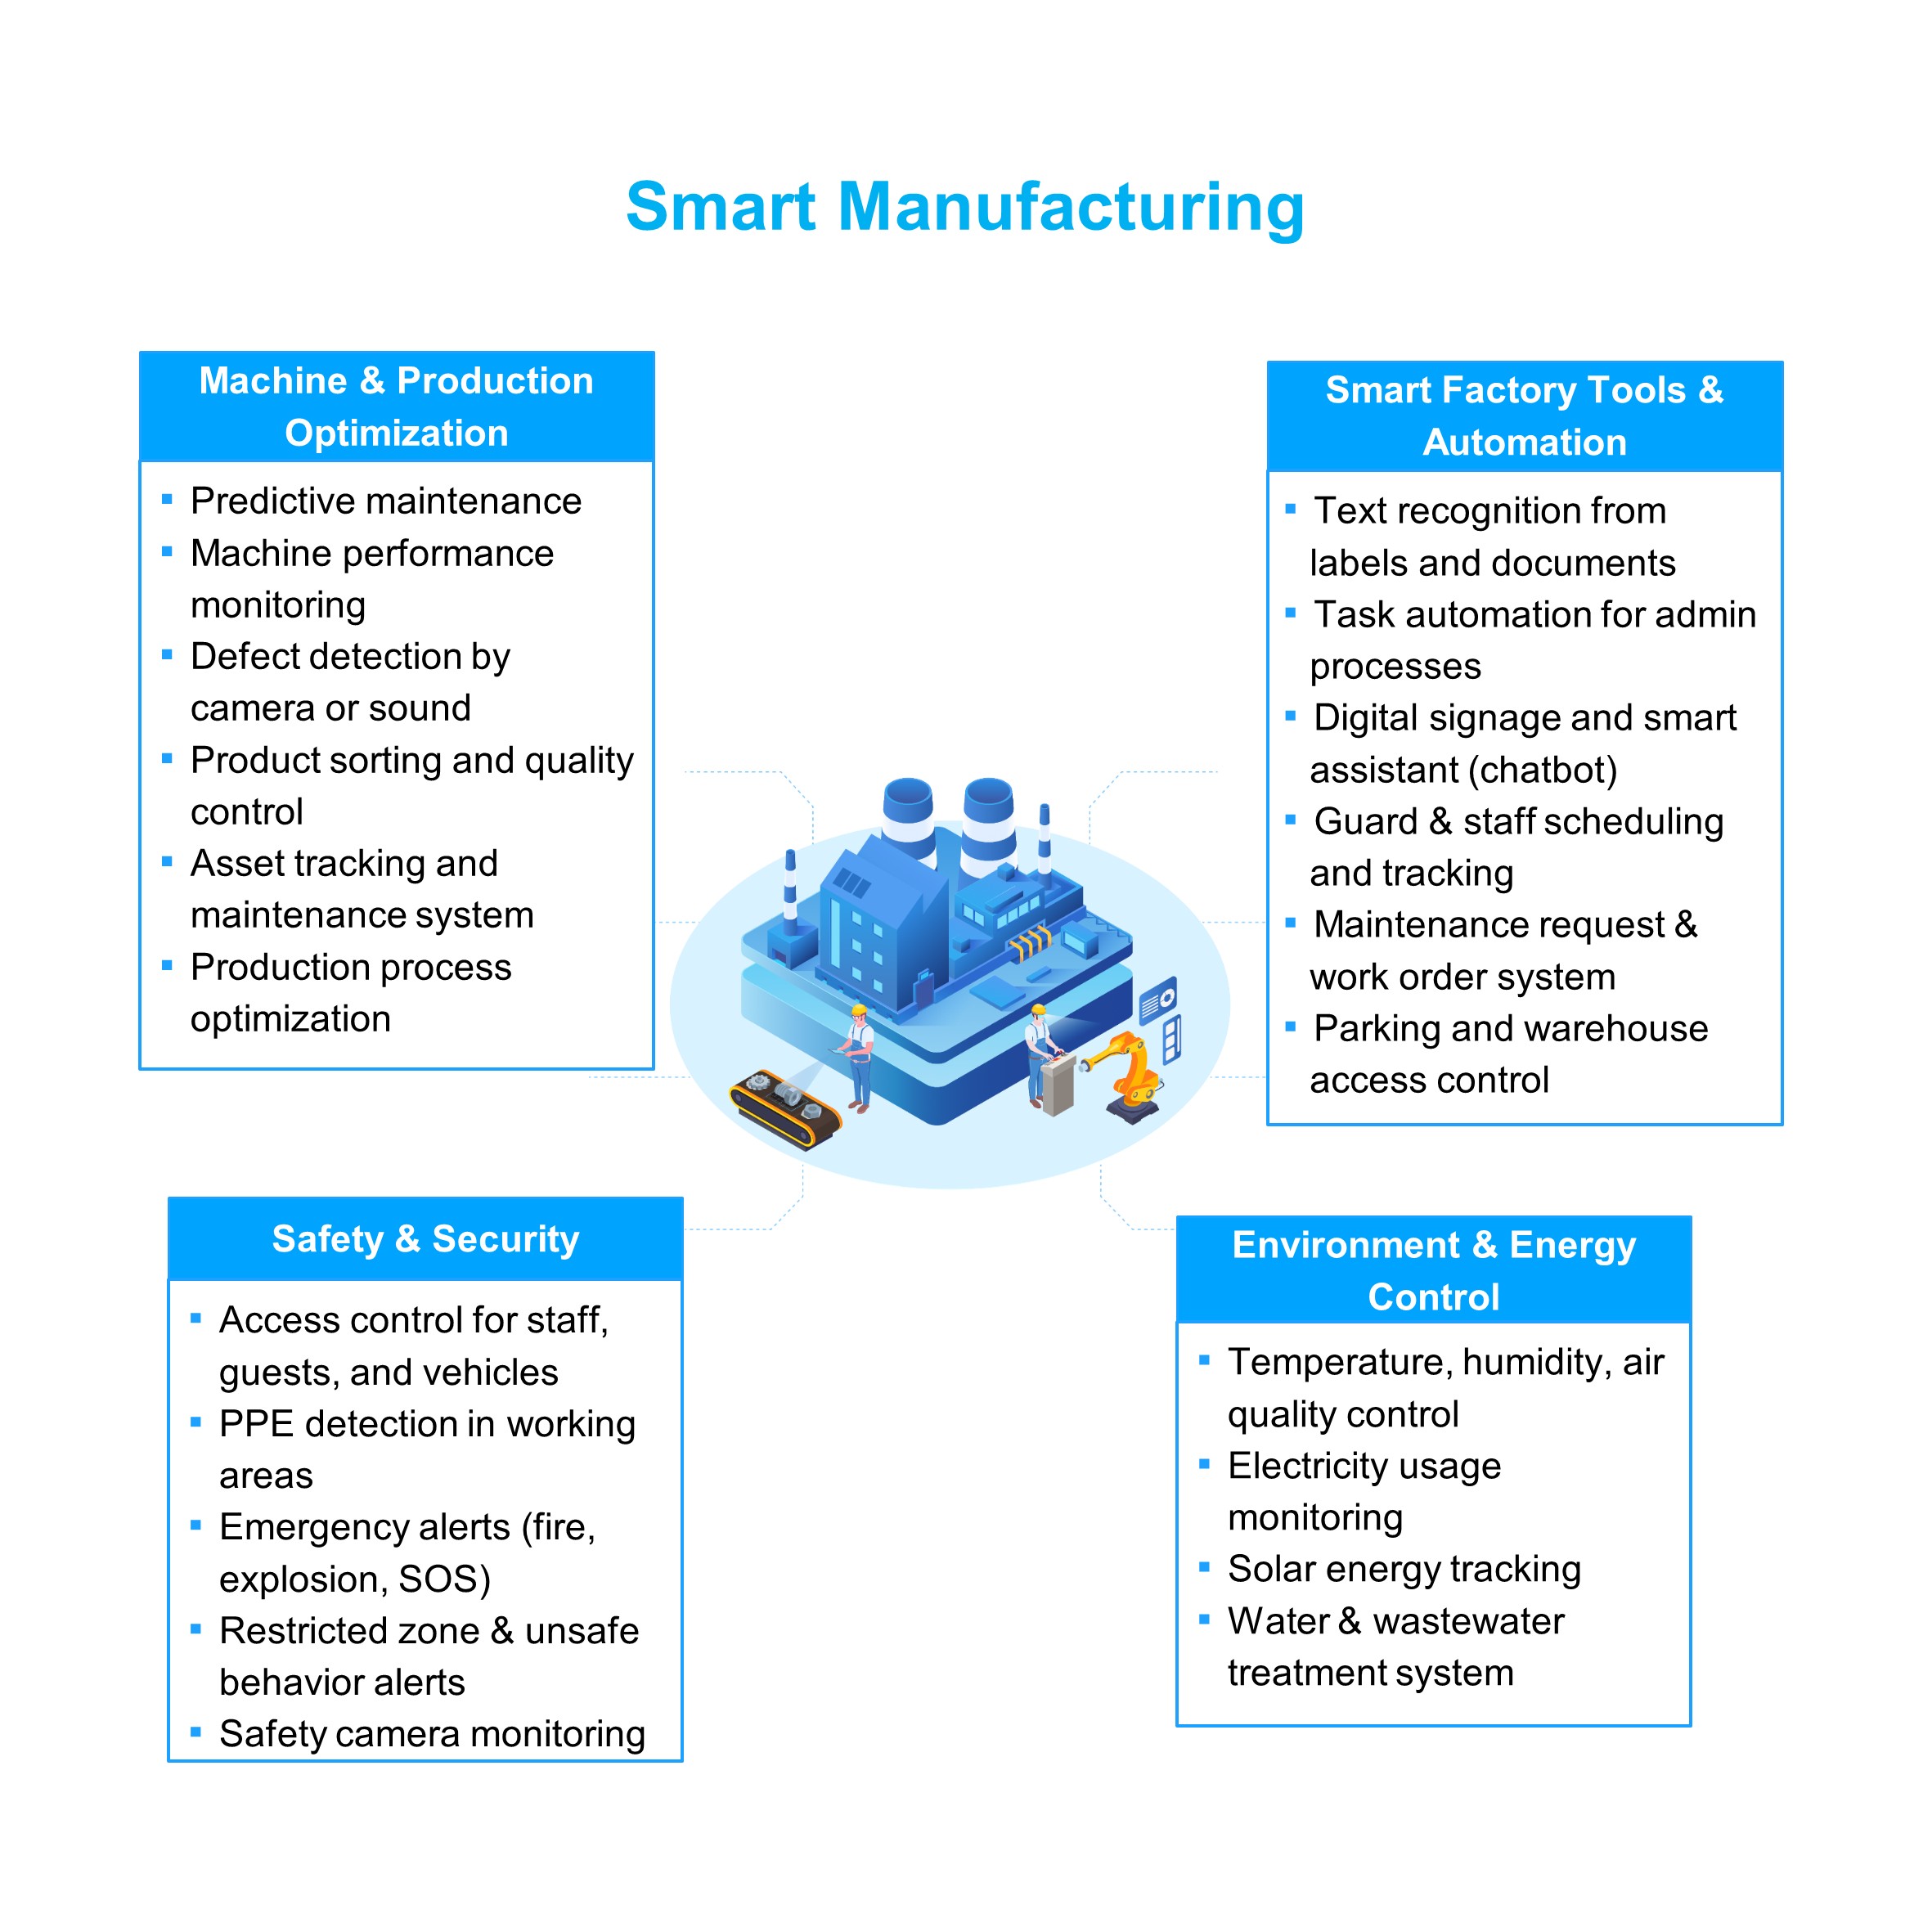 Smart Manufacturing
Machine & Production
Optimization
▪ Predictive maintenance
▪ Machine performance
monitoring
▪ Defect detection by
camera or sound
▪ Product sorting and quality
control
▪ Asset tracking and
maintenance system
▪ Production process
optimization
Smart Factory Tools &
Automation
▪ Text recognition from
labels and documents
▪ Task automation for admin
processes
▪ Digital signage and smart
assistant (chatbot)
▪ Guard & staff scheduling
and tracking
▪ Maintenance request &
work order system
▪ Parking and warehouse
access control
Safety & Security
▪ Access control for staff,
guests, and vehicles
▪ PPE detection in working
areas
▪ Emergency alerts (fire,
explosion, SOS)
▪ Restricted zone & unsafe
behavior alerts
▪ Safety camera monitoring
Environment & Energy
Control
▪ Temperature, humidity, air
quality control
▪ Electricity usage
monitoring
▪ Solar energy tracking
▪ Water & wastewater
treatment system